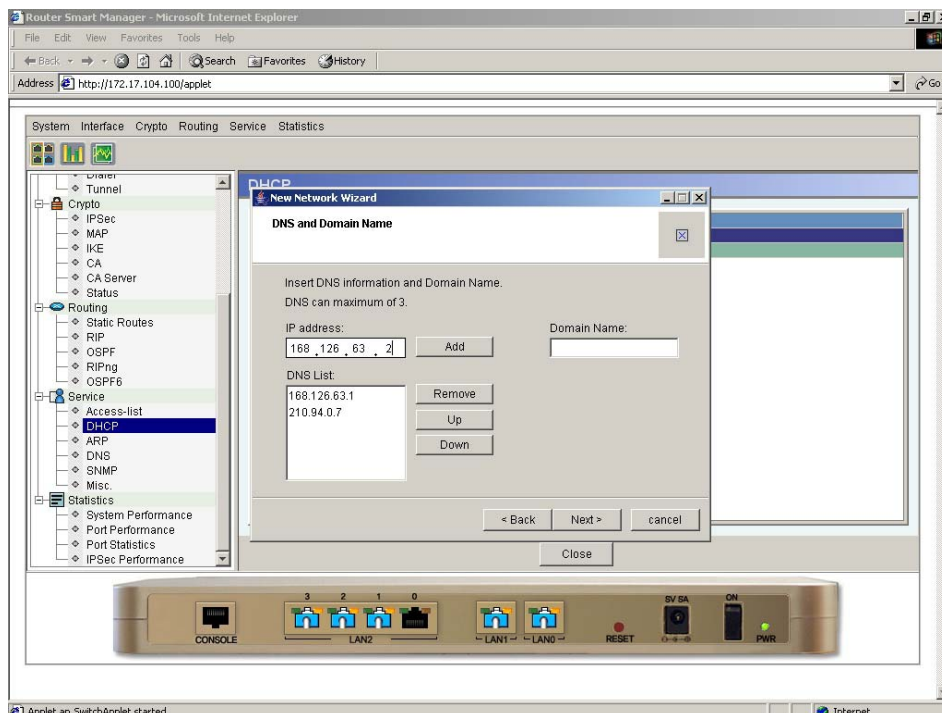 Router Smart Manager - Microsoft Internet Explorer
File Edit View Favorites Tools Help
Back Search Favorites History
Address http://172.17.104.100/applet Go
System Interface Crypto Routing Service Statistics
Dialer
Tunnel
Crypto
IPSec
MAP
IKE
CA
CA Server
Status
Routing
Static Routes
RIP
OSPF
RIPng
OSPF6
Service
Access-list
DHCP
ARP
DNS
SNMP
Misc.
Statistics
System Performance
Port Performance
Port Statistics
IPSec Performance
DHCP
New Network Wizard
DNS and Domain Name
Insert DNS information and Domain Name.
DNS can maximum of 3.
IP address:
Domain Name:
168 . 126 . 63 . 2
Add
DNS List:
168.126.63.1
210.94.0.7
Remove
Up
Down
< Back Next > cancel
Close
3 2 1 0
5V 5A ON
CONSOLE LAN2 LAN1 LAN0 RESET PWR
Applet an.SwitchApplet started Internet